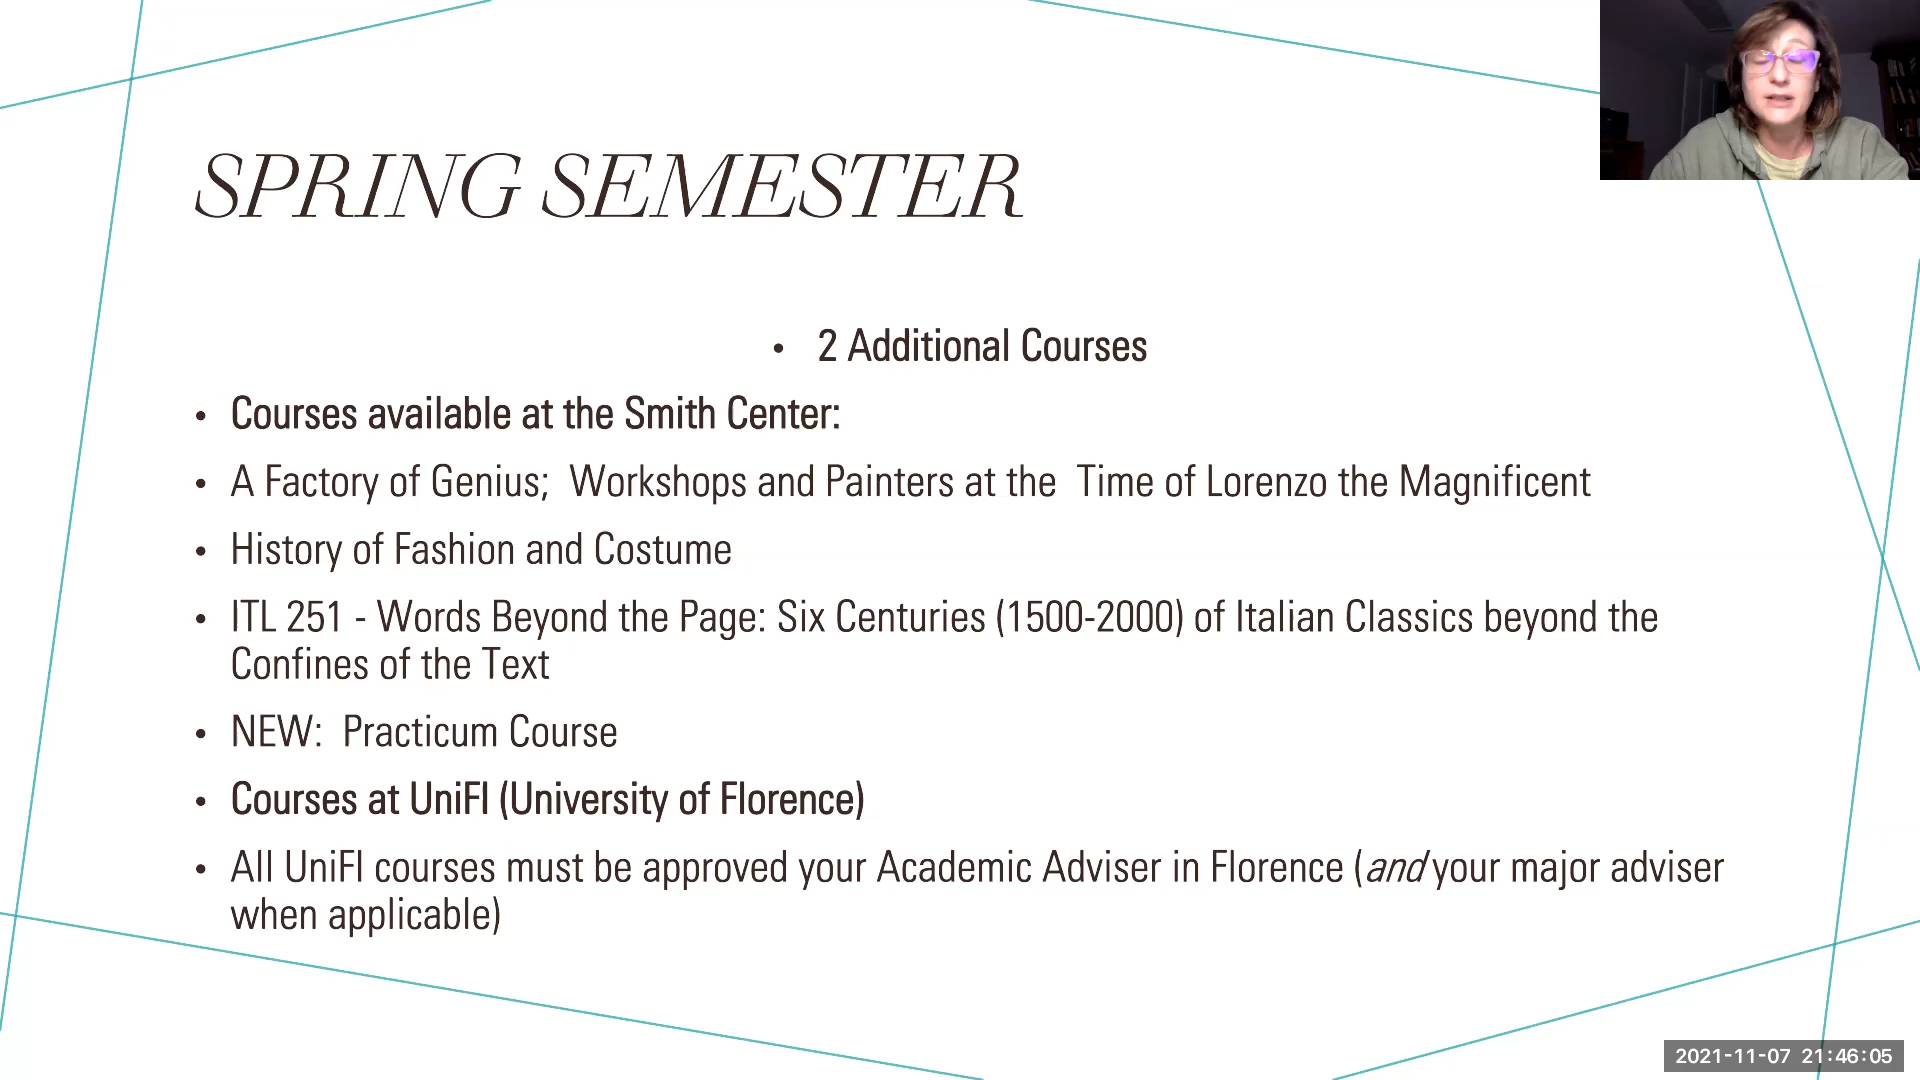 SPRING SEMESTER
• 2 Additional Courses
• Courses available at the Smith Center:
• A Factory of Genius;  Workshops and Painters at the  Time of Lorenzo the Magnificent
• History of Fashion and Costume
• ITL 251 - Words Beyond the Page: Six Centuries (1500-2000) of Italian Classics beyond the
Confines of the Text
• NEW:  Practicum Course
• Courses at UniFI (University of Florence)
• All UniFI courses must be approved your Academic Adviser in Florence (and your major adviser
when applicable)
2021-11-07 21:46:05